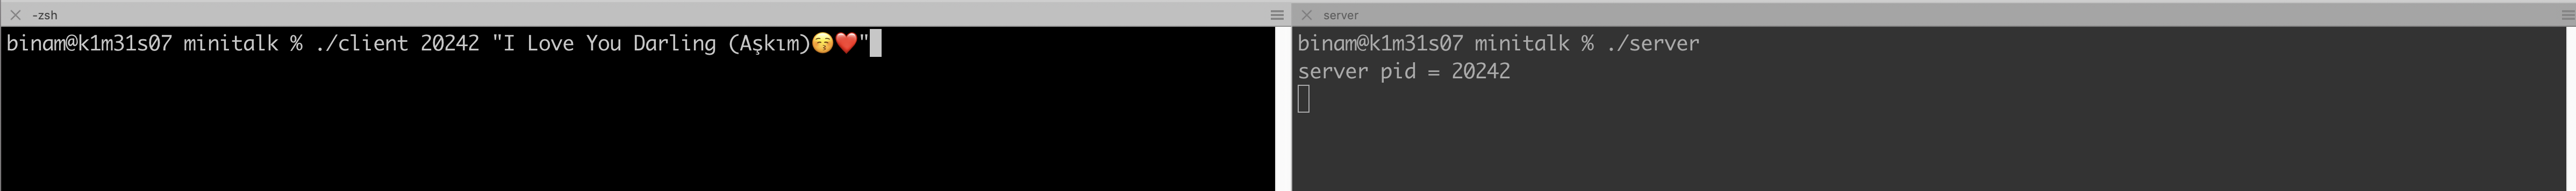 -zsh
binam@k1m31s07 minitalk % ./client 20242 "I Love You Darling (Aşkım)😚❤️"
server
binam@k1m31s07 minitalk % ./server
server pid = 20242